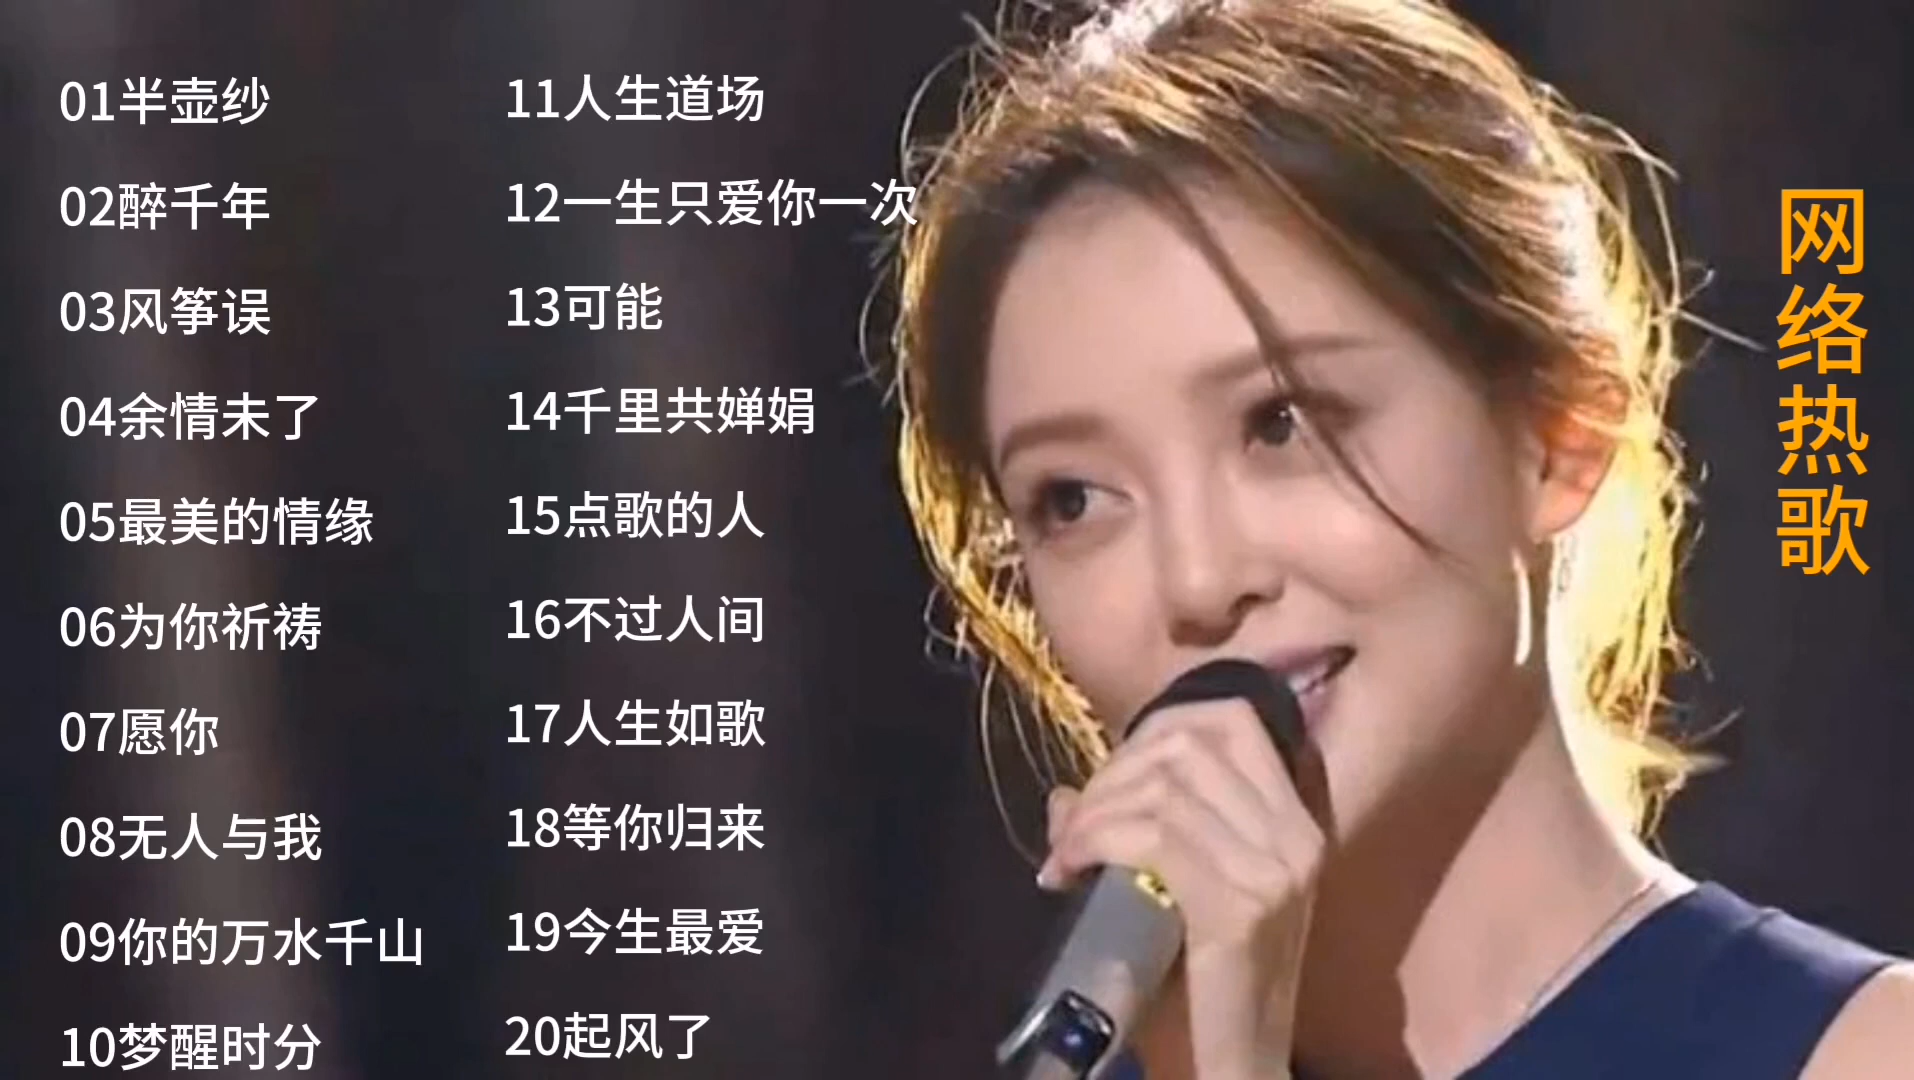 01半壶纱
02醉千年
03风筝误
04余情未了
05最美的情缘
06为你祈祷
07愿你
08无人与我
09你的万水千山
10梦醒时分
11人生道场
12一生只爱你一次
13可能
14千里共婵娟
15点歌的人
16不过人间
17人生如歌
18等你归来
19今生最爱
20起风了
网络热歌